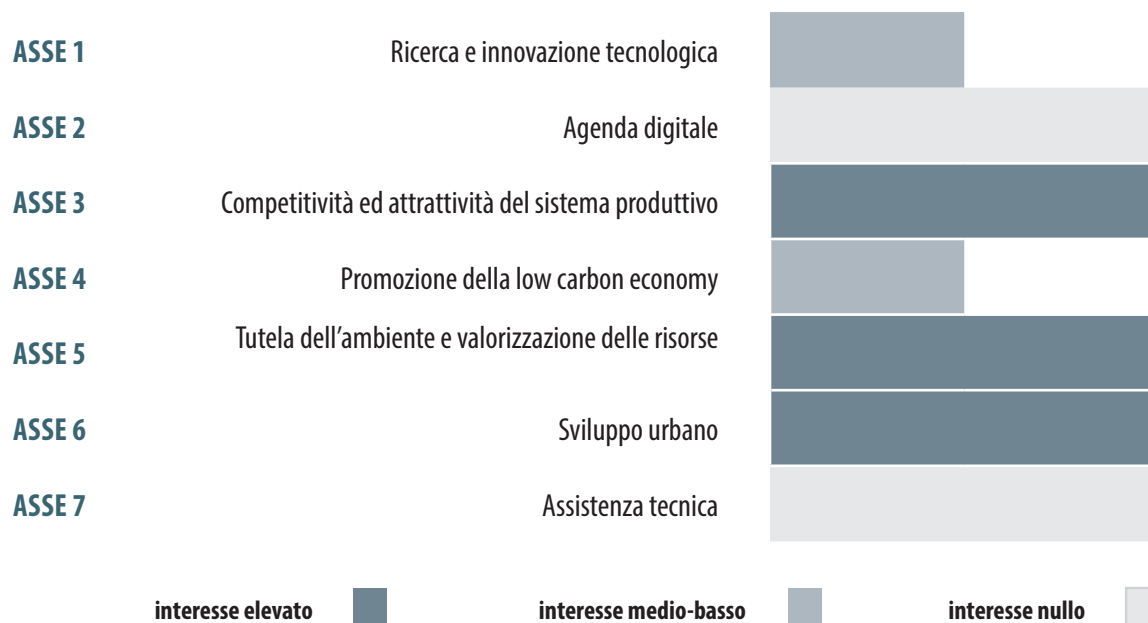 ASSE 1 Ricerca e innovazione tecnologica
ASSE 2 Agenda digitale
ASSE 3 Competitività ed attrattività del sistema produttivo
ASSE 4 Promozione della low carbon economy
ASSE 5 Tutela dell’ambiente e valorizzazione delle risorse
ASSE 6 Sviluppo urbano
ASSE 7 Assistenza tecnica
interesse elevato interesse medio-basso interesse nullo